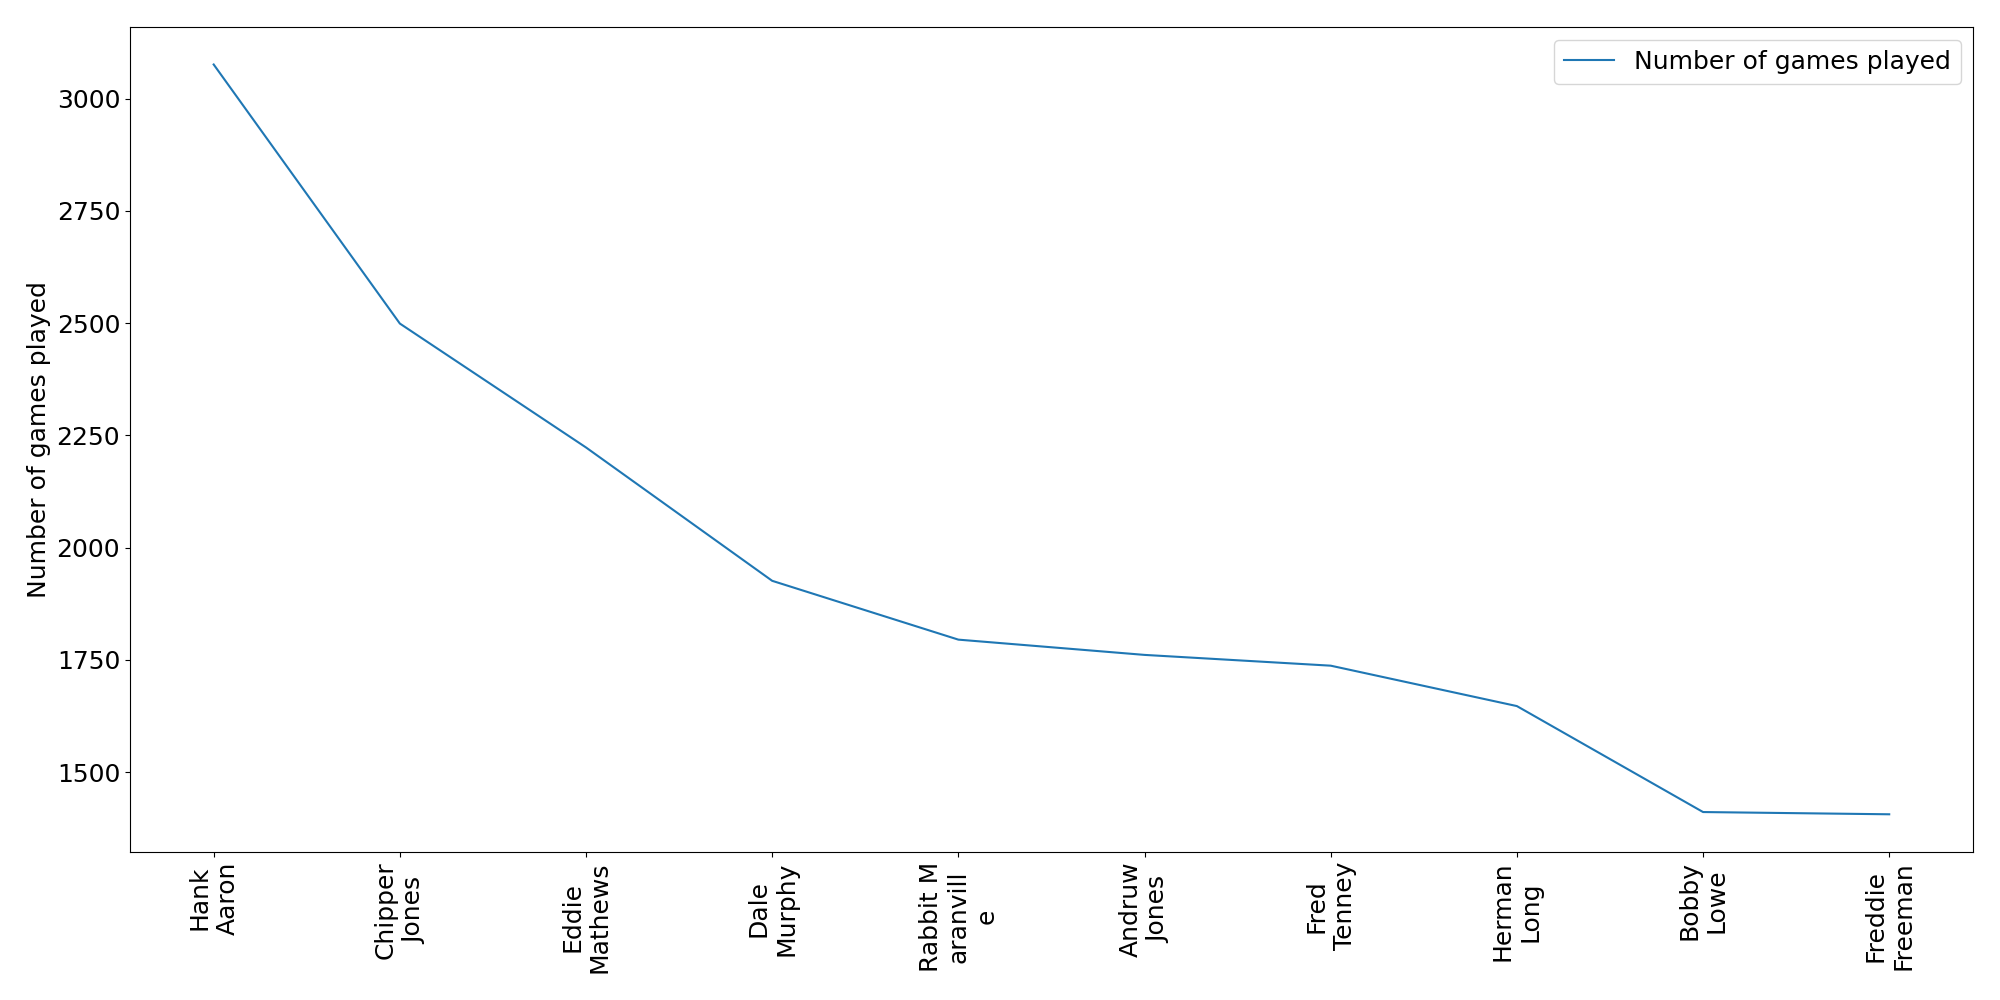 Number of games played
Number of games played
3000
2750
2500
2250
2000
1750
1500
Hank
Aaron
Chipper
Jones
Eddie
Mathews
Dale
Murphy
Rabbit M
aranvill
e
Andruw
Jones
Fred
Tenney
Herman
Long
Bobby
Lowe
Freddie
Freeman